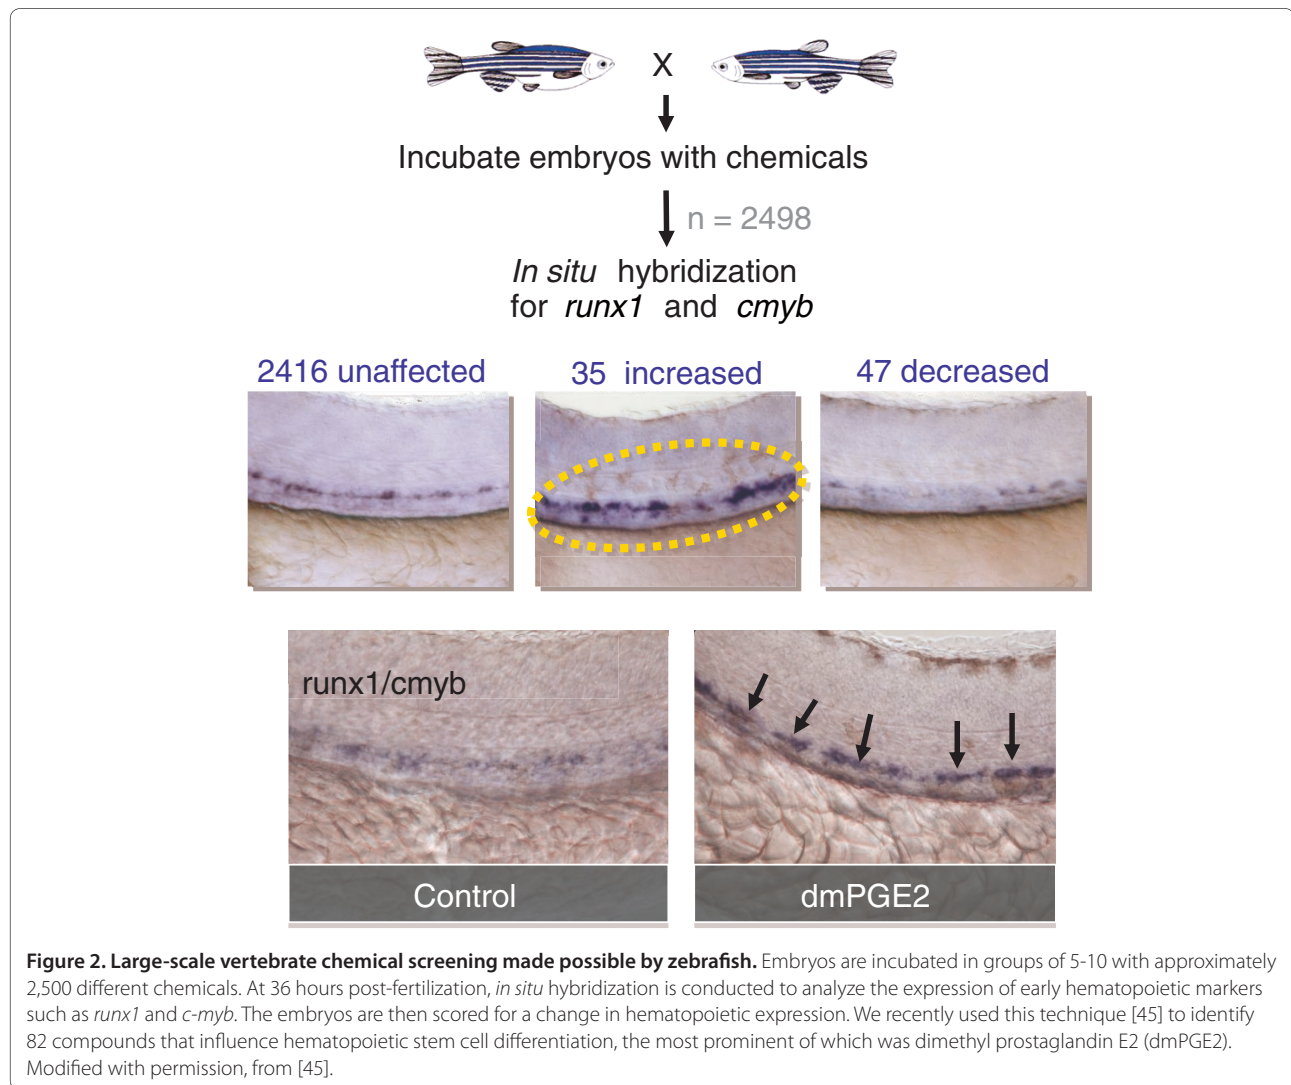 X
Incubate embryos with chemicals
n = 2498
In situ hybridization
for runx1 and cmyb
2416 unaffected
35 increased
47 decreased
runx1/cmyb
Control
dmPGE2
Figure 2. Large-scale vertebrate chemical screening made possible by zebrafish. Embryos are incubated in groups of 5-10 with approximately
2,500 different chemicals. At 36 hours post-fertilization, in situ hybridization is conducted to analyze the expression of early hematopoietic markers
such as runx1 and c-myb. The embryos are then scored for a change in hematopoietic expression. We recently used this technique [45] to identify
82 compounds that influence hematopoietic stem cell differentiation, the most prominent of which was dimethyl prostaglandin E2 (dmPGE2).
Modified with permission, from [45].